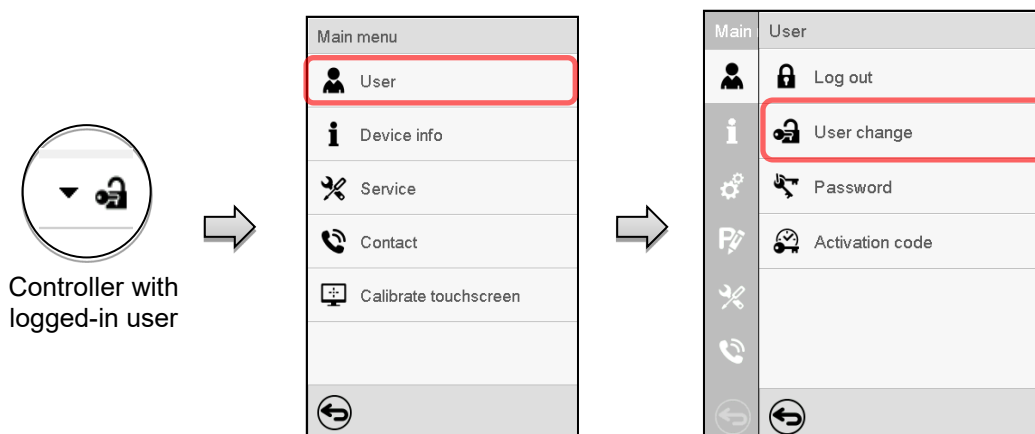 Controller with
logged-in user
Main menu
User
Device info
Service
Contact
Calibrate touchscreen
Main
User
Log out
User change
Password
Activation code